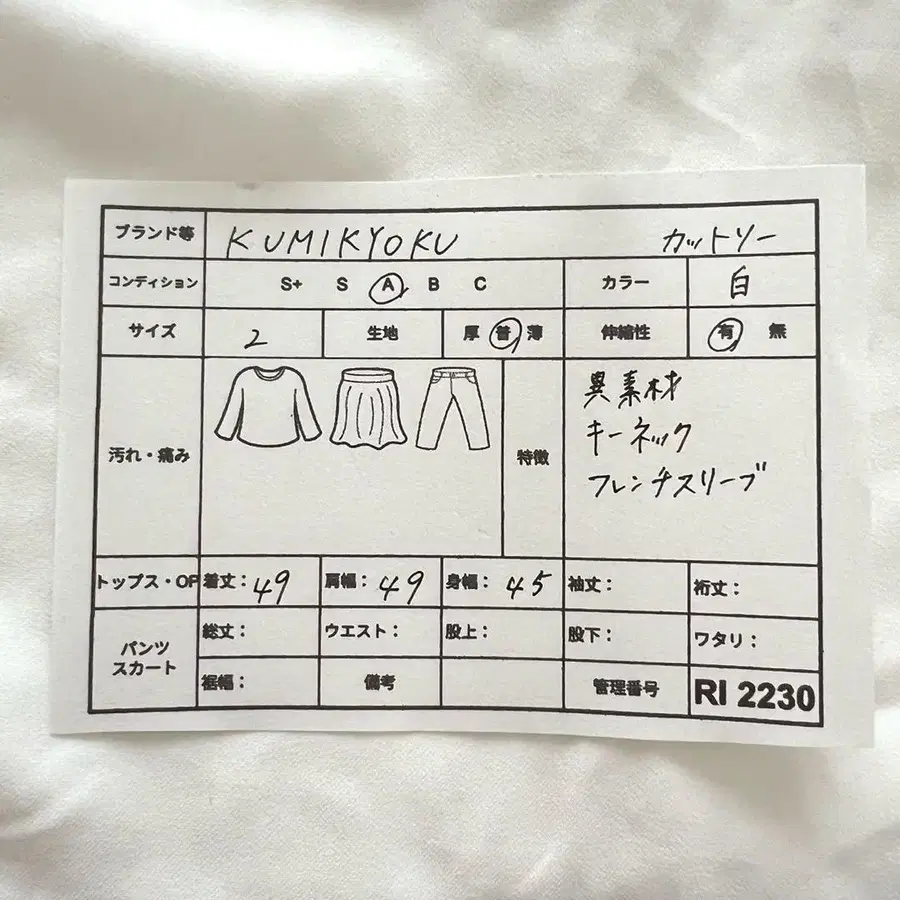 ブランド等 KUMIKYOKU カットソー
コンディション S+ S A B C カラー 白
サイズ 2 生地 厚 普 薄 伸縮性 有 無
汚れ・痛み 特徴
異素材
キーネック
フレンチスリーブ
トップス・OP 着丈：49 肩幅：49 身幅：45 袖丈： 裄丈：
パンツ
スカート
総丈： ウエスト： 股上： 股下： ワタリ：
裾幅： 備考 管理番号 RI 2230